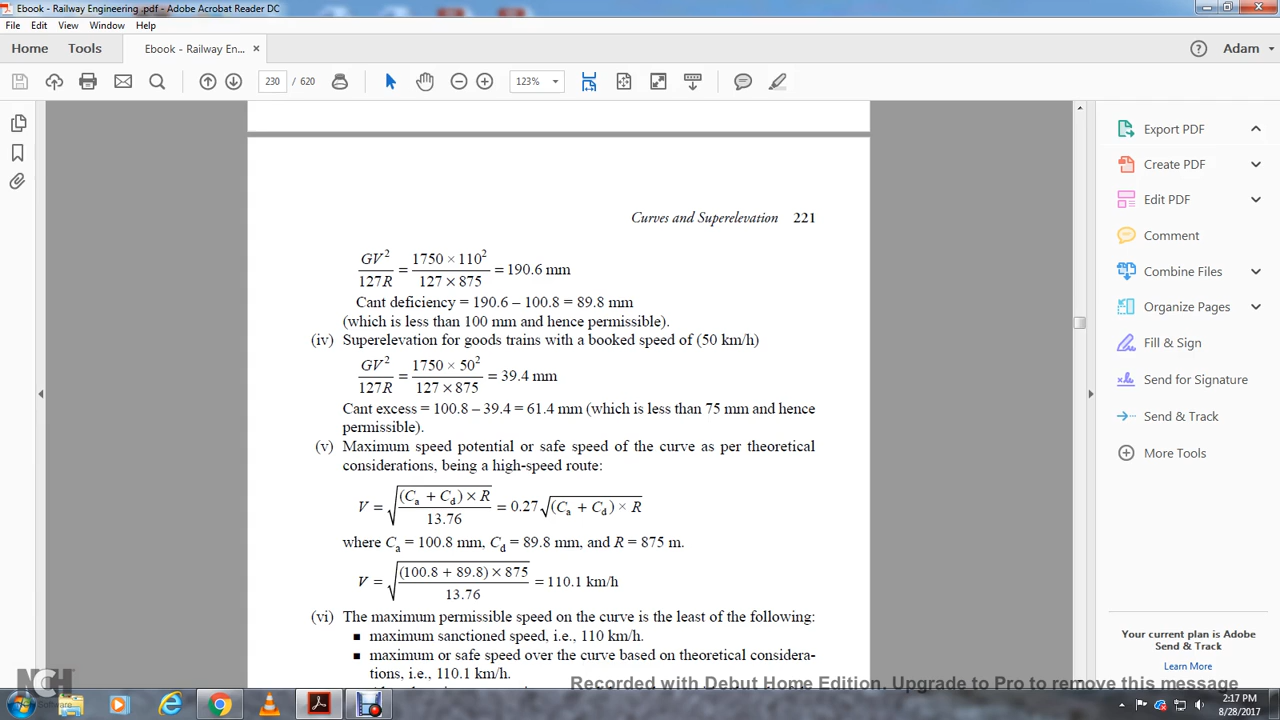 Ebook - Railway Engineering .pdf - Adobe Acrobat Reader DC
File Edit View Window Help
Home Tools Ebook - Railway En... × Adam
230 / 620 123%
Curves and Superelevation 221
GV²/127R = 1750 × 110²/127 × 875 = 190.6 mm
Cant deficiency = 190.6 – 100.8 = 89.8 mm
(which is less than 100 mm and hence permissible).
(iv) Superelevation for goods trains with a booked speed of (50 km/h)
GV²/127R = 1750 × 50²/127 × 875 = 39.4 mm
Cant excess = 100.8 – 39.4 = 61.4 mm (which is less than 75 mm and hence
permissible).
(v) Maximum speed potential or safe speed of the curve as per theoretical
considerations, being a high-speed route:
V = √((Ca + Cd) × R/13.76) = 0.27 √((Ca + Cd) × R)
where Ca = 100.8 mm, Cd = 89.8 mm, and R = 875 m.
V = √((100.8 + 89.8) × 875/13.76) = 110.1 km/h
(vi) The maximum permissible speed on the curve is the least of the following:
■ maximum sanctioned speed, i.e., 110 km/h.
■ maximum or safe speed over the curve based on theoretical considera-
tions, i.e., 110.1 km/h.
Export PDF
Create PDF
Edit PDF
Comment
Combine Files
Organize Pages
Fill & Sign
Send for Signature
Send & Track
More Tools
Your current plan is Adobe
Send & Track
Learn More
NCH Software
Recorded with Debut Home Edition. Upgrade to Pro to remove this message
2:17 PM
8/28/2017